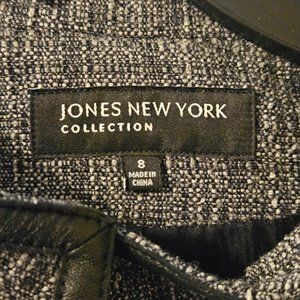 JONES NEW YORK
COLLECTION
8
MADE IN
CHINA